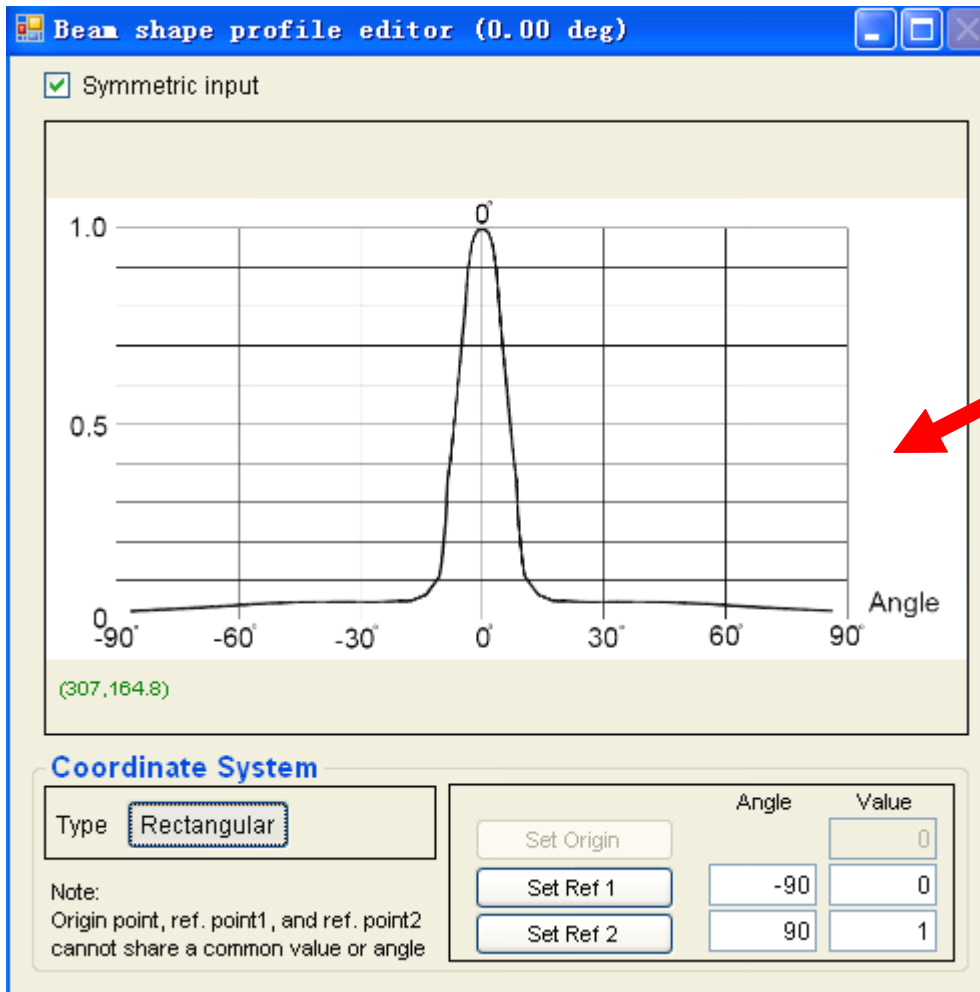 Beam shape profile editor (0.00 deg)
Symmetric input
0°
1.0
0.5
0
Angle
-90° -60° -30° 0° 30° 60° 90°
(307,164.8)
Coordinate System
Type Rectangular
Angle Value
Set Origin 0
Set Ref 1 -90 0
Set Ref 2 90 1
Note:
Origin point, ref. point1, and ref. point2
cannot share a common value or angle